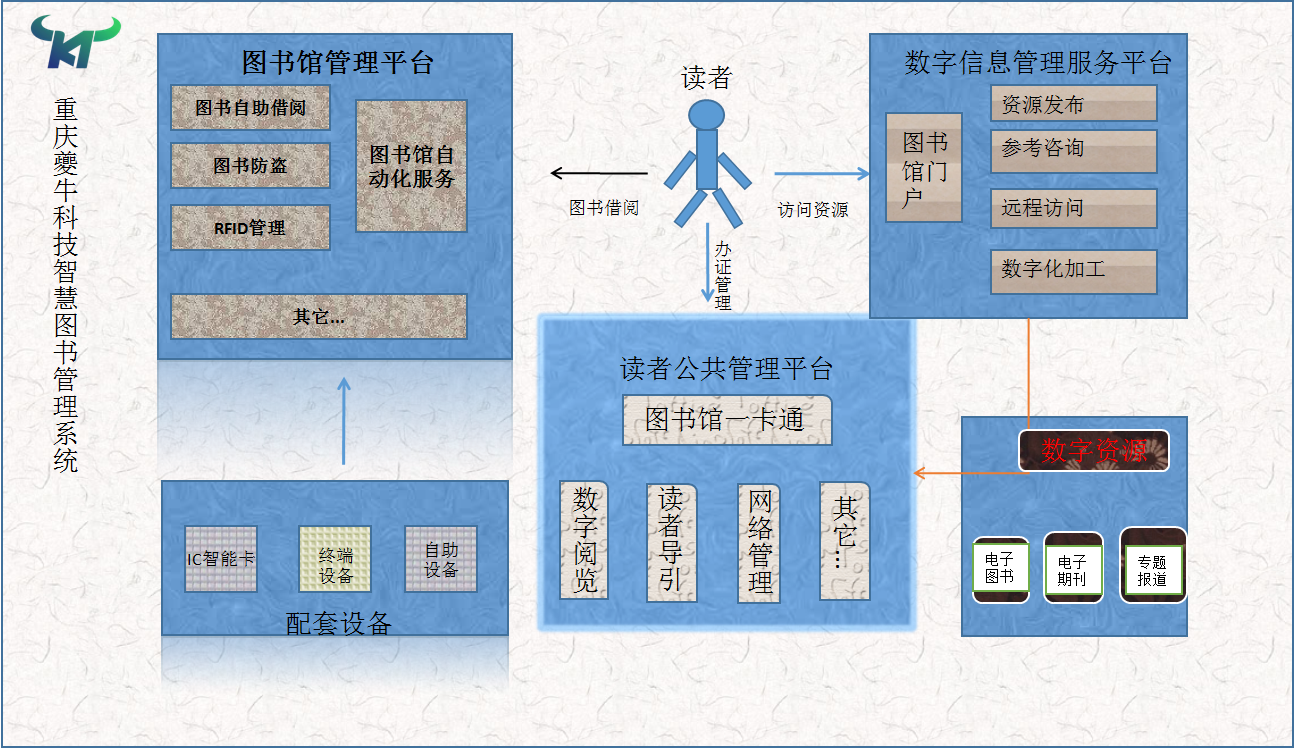 重庆夔牛科技智慧图书管理系统
图书馆管理平台
图书自助借阅
图书防盗
RFID管理
图书馆自
动化服务
其它...
读者
图书借阅
访问资源
办证管理
数字信息管理服务平台
图书
馆门
户
资源发布
参考咨询
远程访问
数字化加工
读者公共管理平台
图书馆一卡通
数字阅览
读者导引
网络管理
其它...
IC智能卡
终端
设备
自助
设备
配套设备
数字资源
电子
图书
电子
期刊
专题
报道